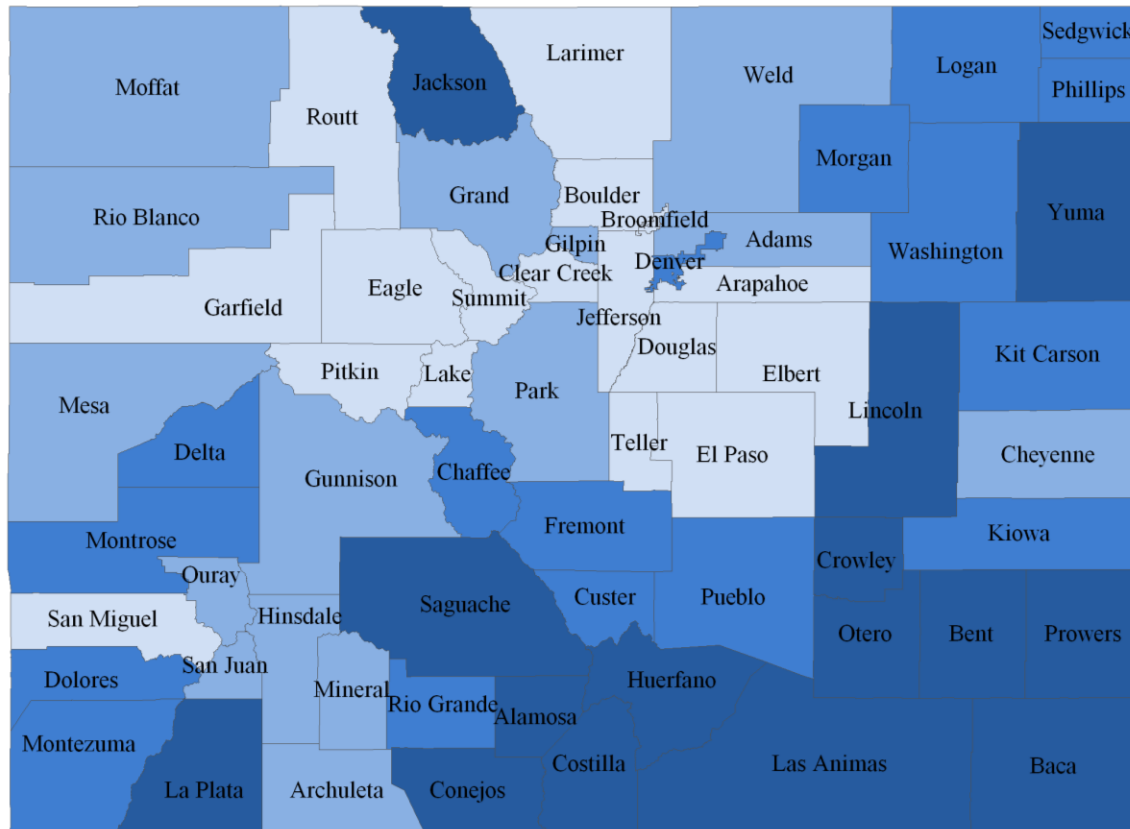 Moffat
Routt
Jackson
Larimer
Weld
Logan
Sedgwick
Phillips
Morgan
Rio Blanco
Grand
Boulder
Broomfield
Washington
Yuma
Gilpin
Adams
Denver
Clear Creek
Arapahoe
Garfield
Eagle
Summit
Jefferson
Douglas
Elbert
Kit Carson
Pitkin
Lake
Park
Lincoln
Mesa
Delta
Gunnison
Chaffee
Teller
El Paso
Cheyenne
Montrose
Fremont
Kiowa
Ouray
Crowley
San Miguel
Hinsdale
Saguache
Custer
Pueblo
Otero
Bent
Prowers
Dolores
San Juan
Mineral
Rio Grande
Huerfano
Alamosa
Montezuma
La Plata
Archuleta
Conejos
Costilla
Las Animas
Baca